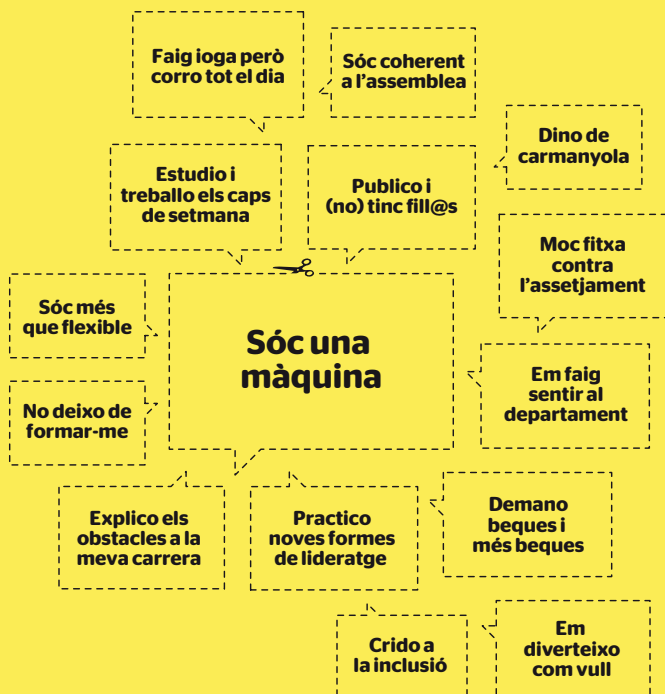 Faig ioga però
corro tot el dia
Sóc coherent
a l'assemblea
Dino de
carmanyola
Estudio i
treballo els caps
de setmana
Publico i
(no) tinc fill@s
Moc fitxa
contra
l'assetjament
Sóc més
que flexible
Sóc una
màquina
Em faig
sentir al
departament
No deixo de
formar-me
Explico els
obstacles a la
meva carrera
Practico
noves formes
de lideratge
Demano
beques i
més beques
Crido a
la inclusió
Em
diverteixo
com vull